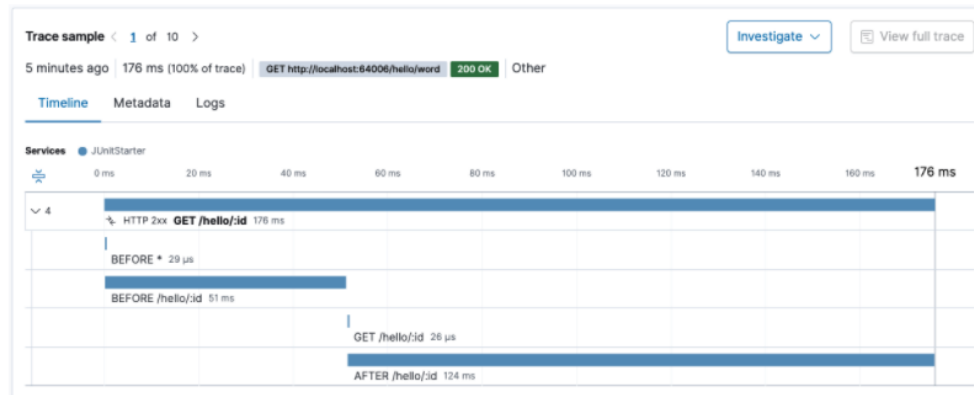 Trace sample 1 of 10
Investigate
View full trace
5 minutes ago 176 ms (100% of trace) GET http://localhost:64006/hello/word 200 OK Other
Timeline Metadata Logs
Services JUnitStarter
0 ms 20 ms 40 ms 60 ms 80 ms 100 ms 120 ms 140 ms 160 ms 176 ms
4
HTTP 2xx GET /hello/:id 176 ms
BEFORE * 29 μs
BEFORE /hello/:id 51 ms
GET /hello/:id 26 μs
AFTER /hello/:id 124 ms